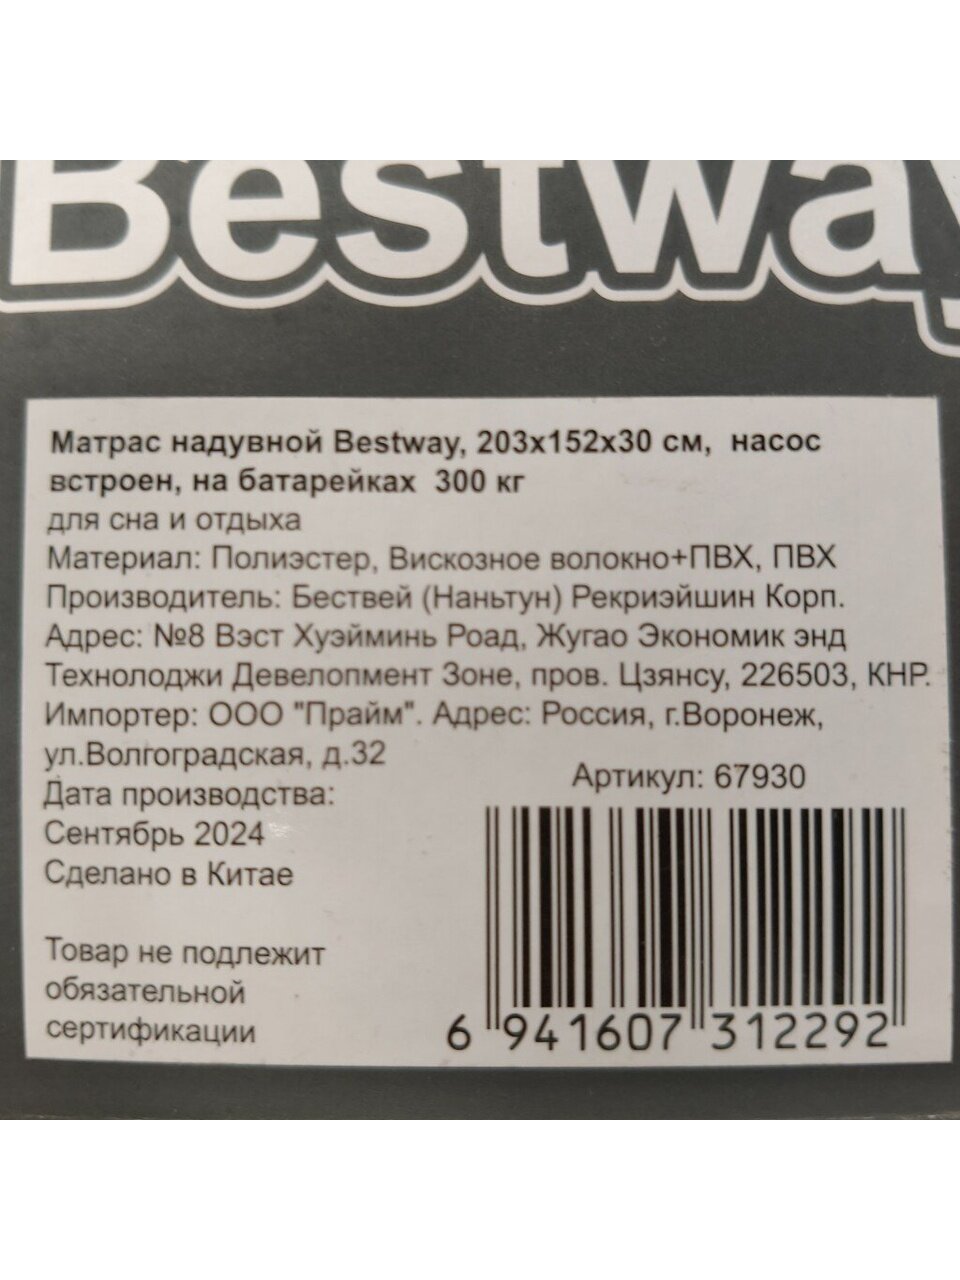 Bestway
Матрас надувной Bestway, 203х152х30 см, насос
встроен, на батарейках 300 кг
для сна и отдыха
Материал: Полиэстер, Вискозное волокно+ПВХ, ПВХ
Производитель: Бествей (Наньтун) Рекриэйшин Корп.
Адрес: №8 Вэст Хуэйминь Роад, Жугао Экономик энд
Технолоджи Девелопмент Зоне, пров. Цзянсу, 226503, КНР.
Импортер: ООО "Прайм". Адрес: Россия, г.Воронеж,
ул.Волгоградская, д.32
Артикул: 67930
Дата производства:
Сентябрь 2024
Сделано в Китае
Товар не подлежит
обязательной
сертификации
6 941607 312292